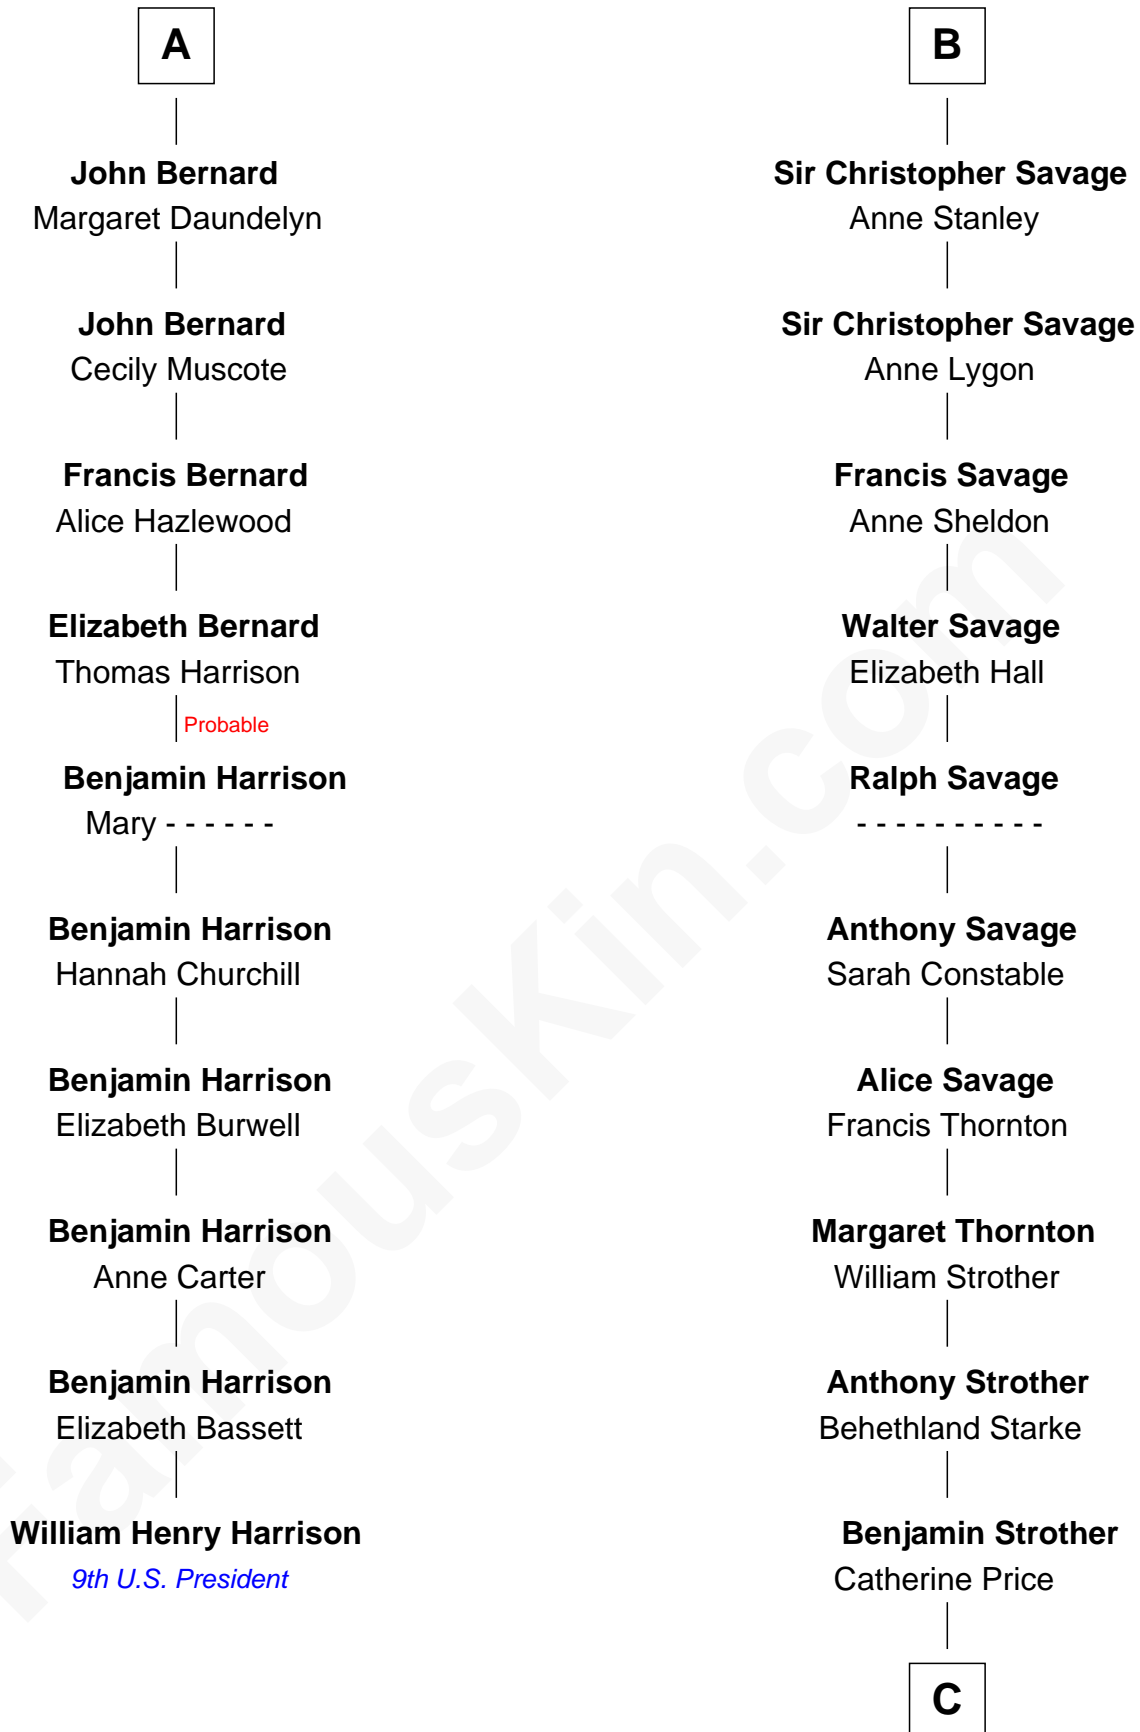 A
John Bernard
Margaret Daundelyn
John Bernard
Cecily Muscote
Francis Bernard
Alice Hazlewood
Elizabeth Bernard
Thomas Harrison
Probable
Benjamin Harrison
Mary - - - - - -
Benjamin Harrison
Hannah Churchill
Benjamin Harrison
Elizabeth Burwell
Benjamin Harrison
Anne Carter
Benjamin Harrison
Elizabeth Bassett
William Henry Harrison
9th U.S. President
B
Sir Christopher Savage
Anne Stanley
Sir Christopher Savage
Anne Lygon
Francis Savage
Anne Sheldon
Walter Savage
Elizabeth Hall
Ralph Savage
- - - - - - - - - -
Anthony Savage
Sarah Constable
Alice Savage
Francis Thornton
Margaret Thornton
William Strother
Anthony Strother
Behethland Starke
Benjamin Strother
Catherine Price
C
FamousKin.com